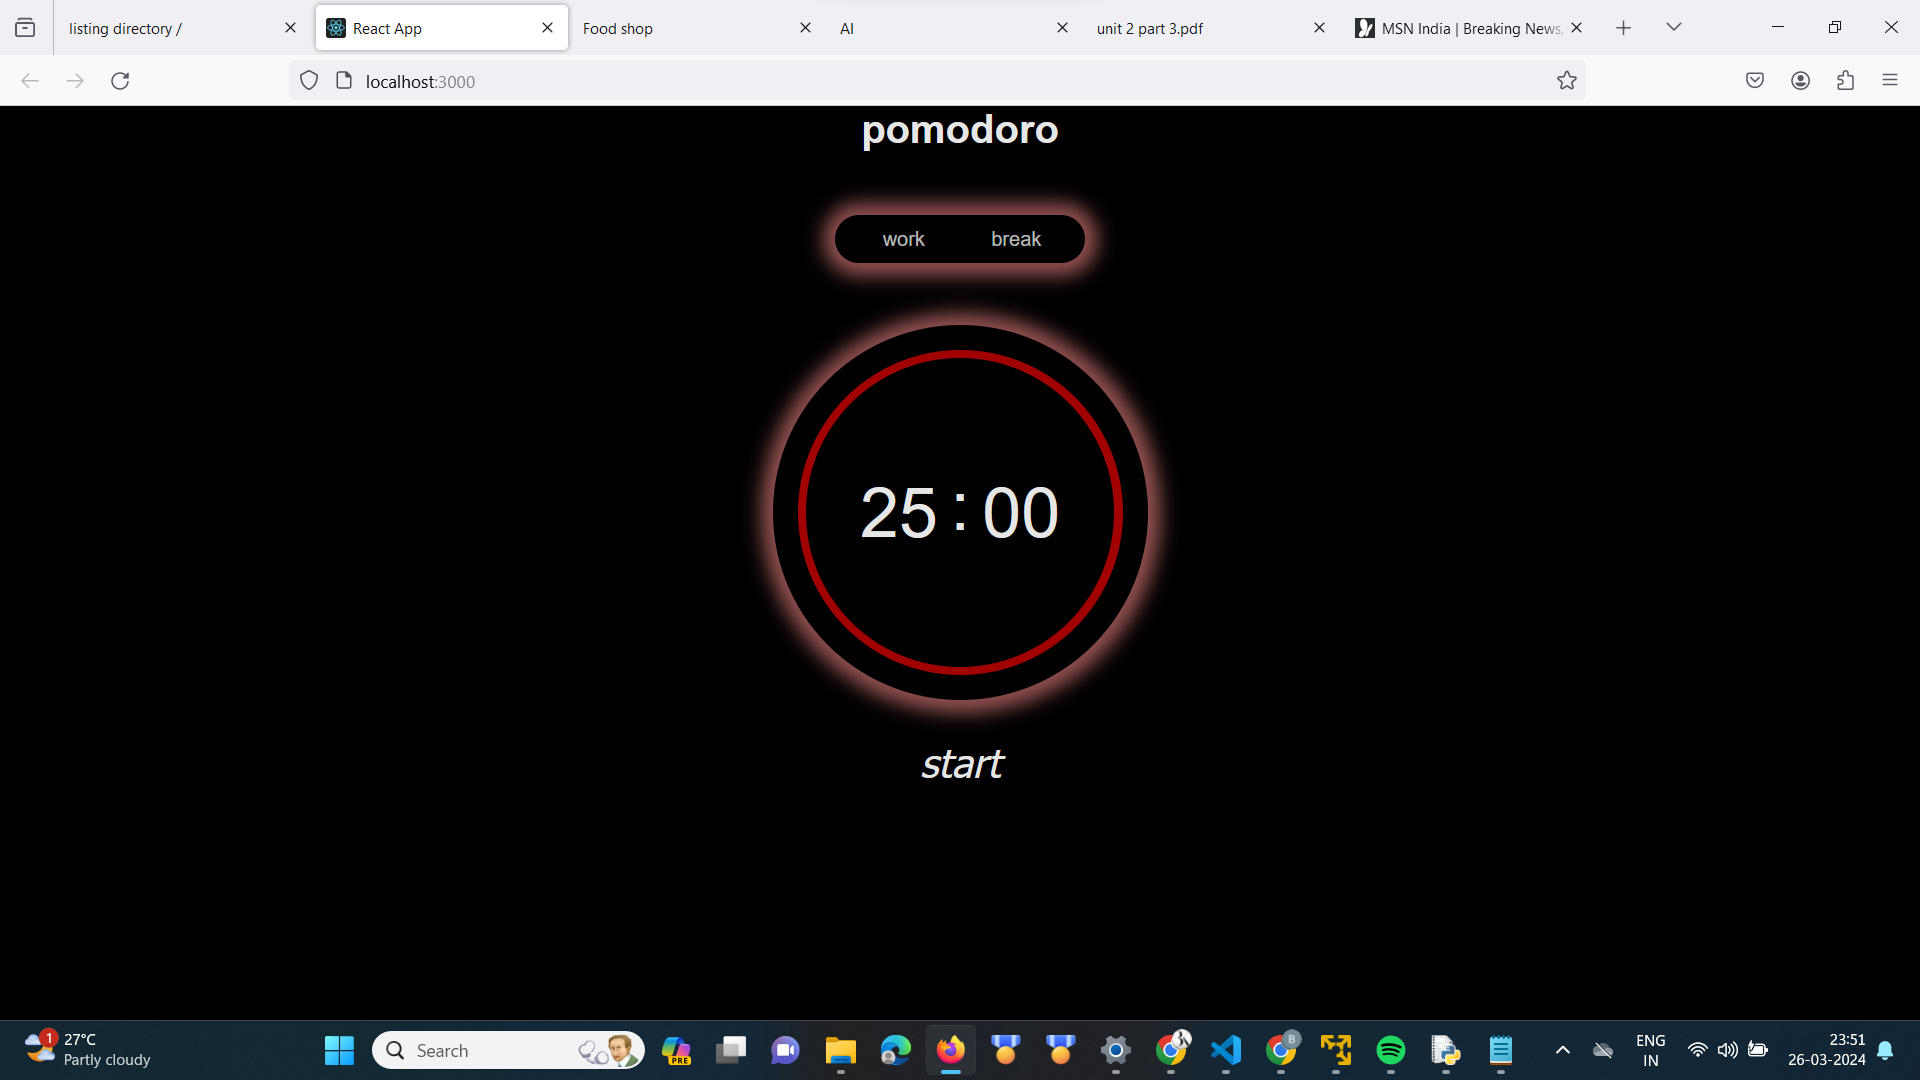 listing directory /
React App
Food shop
AI
unit 2 part 3.pdf
MSN India | Breaking News,
localhost:3000
pomodoro
work break
25 : 00
start
1
27°C
Partly cloudy
Search
PRE
B
ENG
IN
23:51
26-03-2024